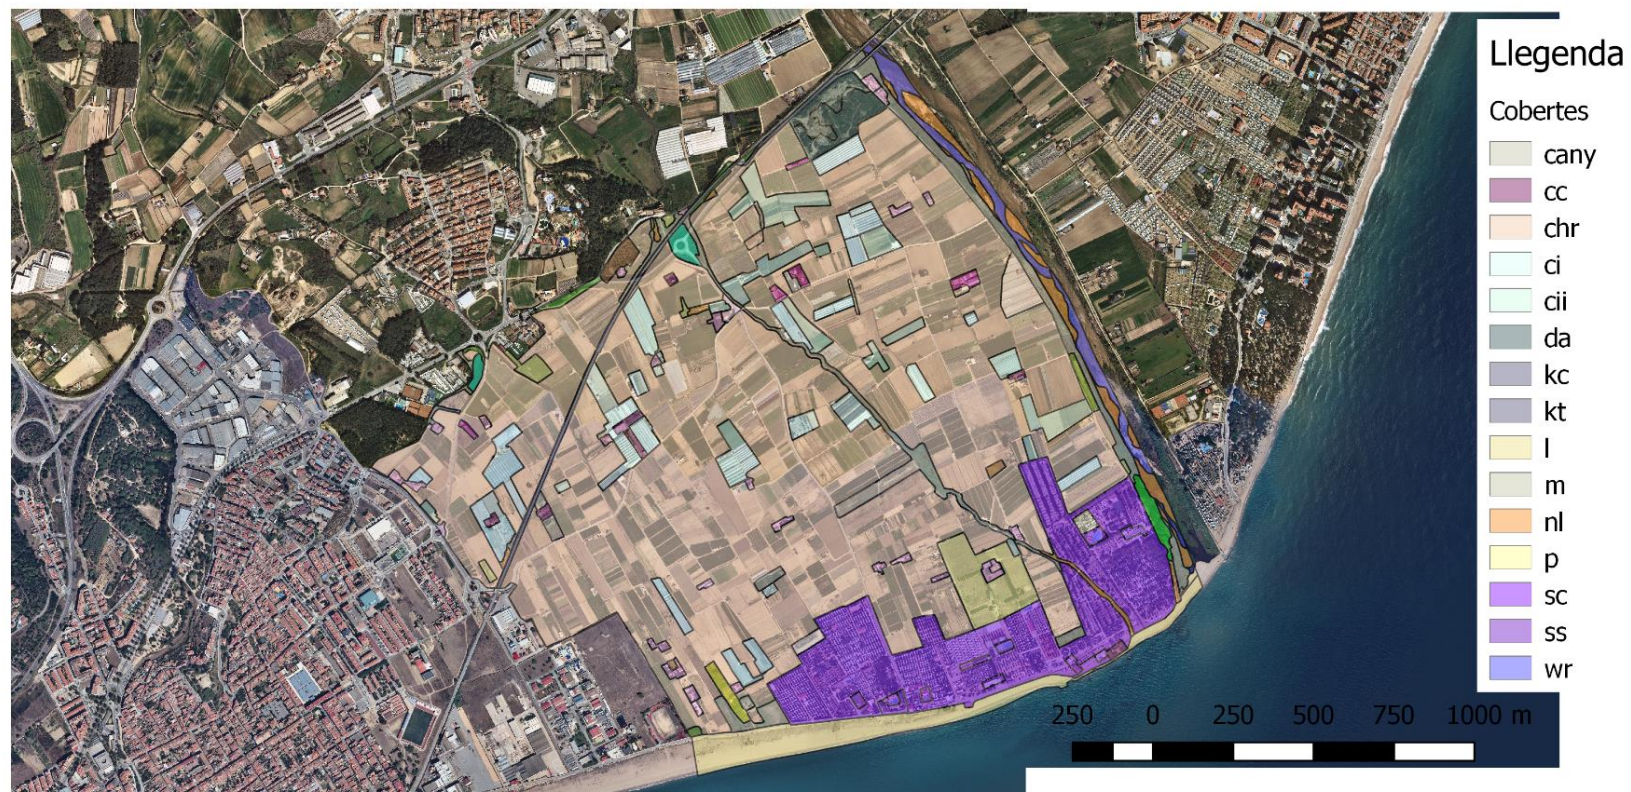 Llegenda
Cobertes
cany
cc
chr
ci
cii
da
kc
kt
l
m
nl
p
sc
ss
wr
250 0 250 500 750 1000 m